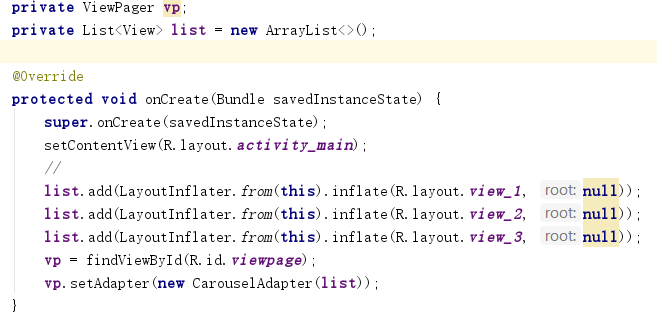 private ViewPager vp;
private List<View> list = new ArrayList<>();
@Override
protected void onCreate(Bundle savedInstanceState) {
super.onCreate(savedInstanceState);
setContentView(R.layout.activity_main);
//
list.add(LayoutInflater.from(this).inflate(R.layout.view_1, root: null));
list.add(LayoutInflater.from(this).inflate(R.layout.view_2, root: null));
list.add(LayoutInflater.from(this).inflate(R.layout.view_3, root: null));
vp = findViewById(R.id.viewpage);
vp.setAdapter(new CarouselAdapter(list));
}